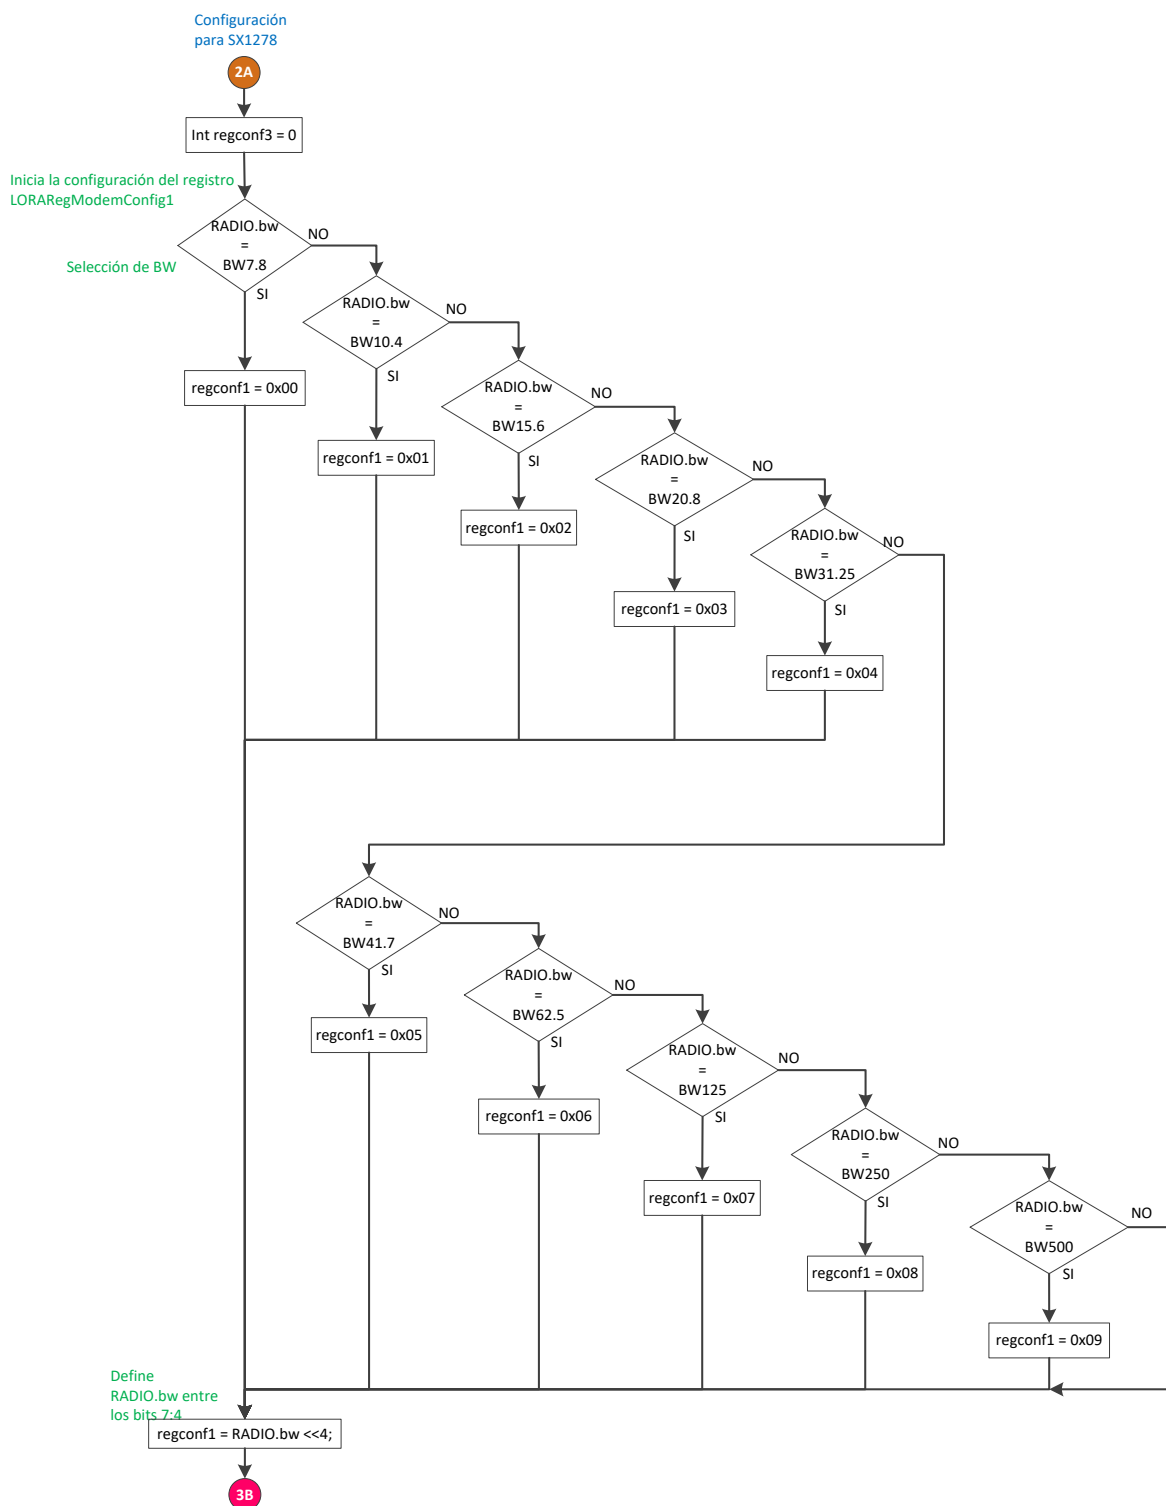 Configuración
para SX1278
2A
Int regconf3 = 0
Inicia la configuración del registro
LORARegModemConfig1
RADIO.bw
=
BW7.8
NO
SI
Selección de BW
RADIO.bw
=
BW10.4
NO
SI
regconf1 = 0x00
RADIO.bw
=
BW15.6
NO
SI
regconf1 = 0x01
RADIO.bw
=
BW20.8
NO
SI
regconf1 = 0x02
RADIO.bw
=
BW31.25
NO
SI
regconf1 = 0x03
regconf1 = 0x04
RADIO.bw
=
BW41.7
NO
SI
RADIO.bw
=
BW62.5
NO
SI
regconf1 = 0x05
RADIO.bw
=
BW125
NO
SI
regconf1 = 0x06
RADIO.bw
=
BW250
NO
SI
regconf1 = 0x07
RADIO.bw
=
BW500
NO
SI
regconf1 = 0x08
regconf1 = 0x09
Define
RADIO.bw entre
los bits 7:4
regconf1 = RADIO.bw <<4;
3B